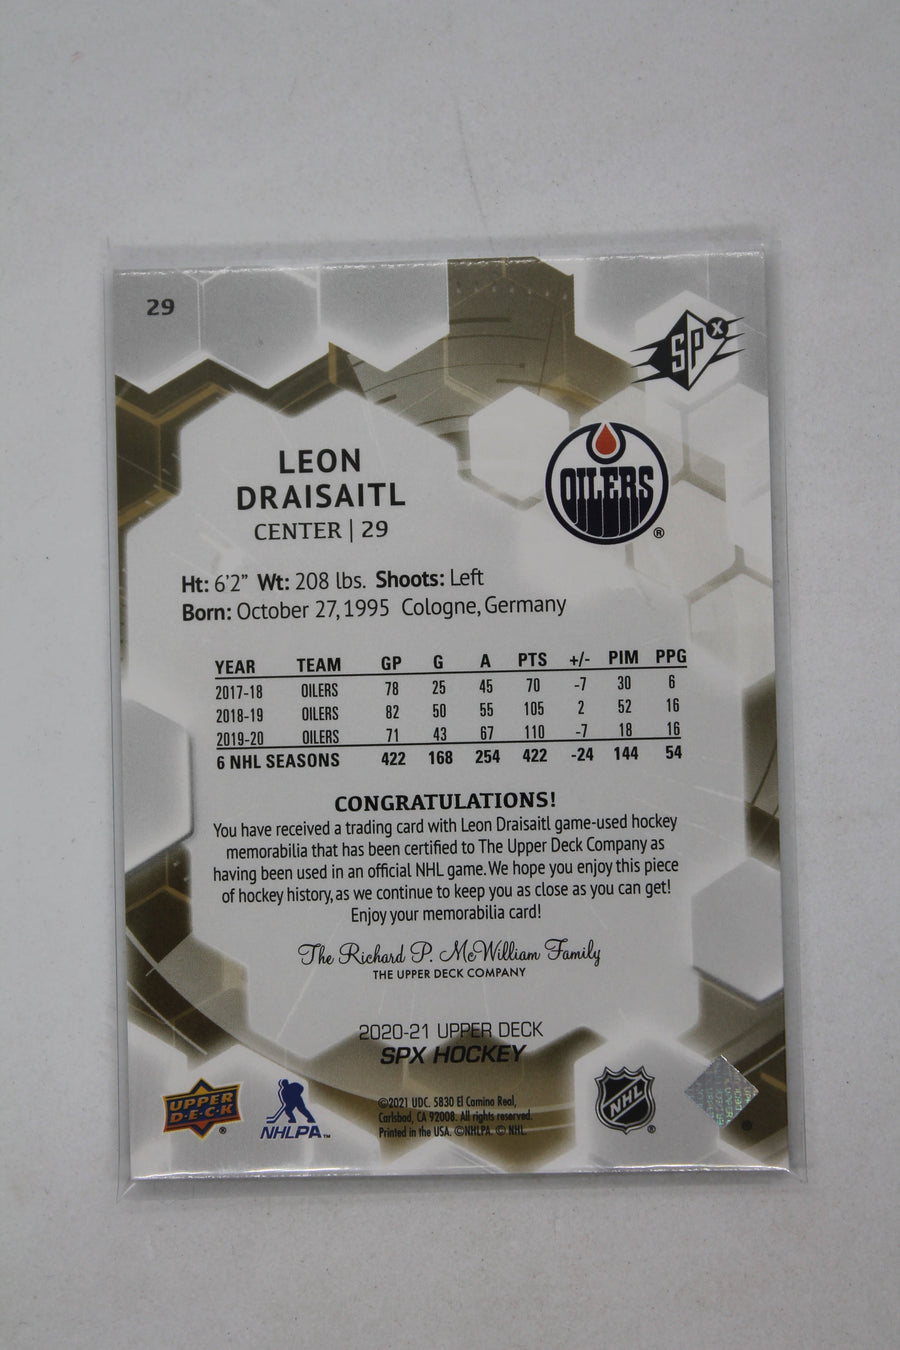 29
SPX
LEON
DRAISAITL
CENTER | 29
OILERS
®
Ht: 6'2" Wt: 208 lbs. Shoots: Left
Born: October 27, 1995 Cologne, Germany
YEAR TEAM GP G A PTS +/- PIM PPG
2017-18 OILERS 78 25 45 70 -7 30 6
2018-19 OILERS 82 50 55 105 2 52 16
2019-20 OILERS 71 43 67 110 -7 18 16
6 NHL SEASONS 422 168 254 422 -24 144 54
CONGRATULATIONS!
You have received a trading card with Leon Draisaitl game-used hockey
memorabilia that has been certified to The Upper Deck Company as
having been used in an official NHL game. We hope you enjoy this piece
of hockey history, as we continue to keep you as close as you can get!
Enjoy your memorabilia card!
The Richard P. McWilliam Family
THE UPPER DECK COMPANY
2020-21 UPPER DECK
SPX HOCKEY
UPPER
D·E·C·K
®
NHLPA™
©2021 UDC. 5830 El Camino Real,
Carlsbad, CA 92008. All rights reserved.
Printed in the USA. ©NHLPA. © NHL.
NHL
®